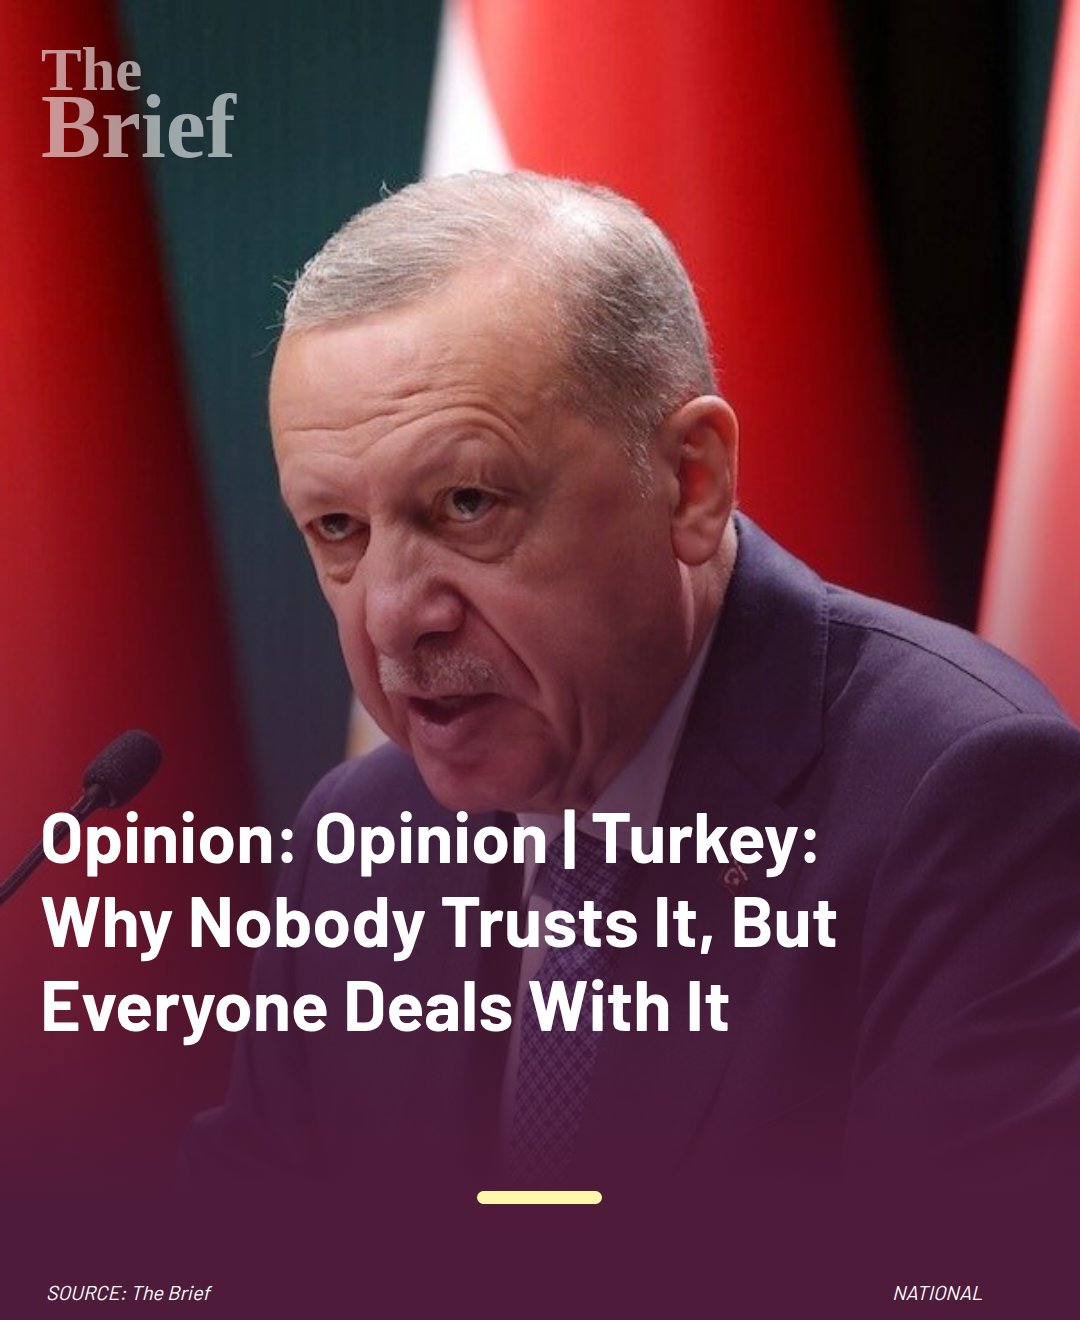 The
Brief
Opinion: Opinion | Turkey:
Why Nobody Trusts It, But
Everyone Deals With It
SOURCE: The Brief
NATIONAL